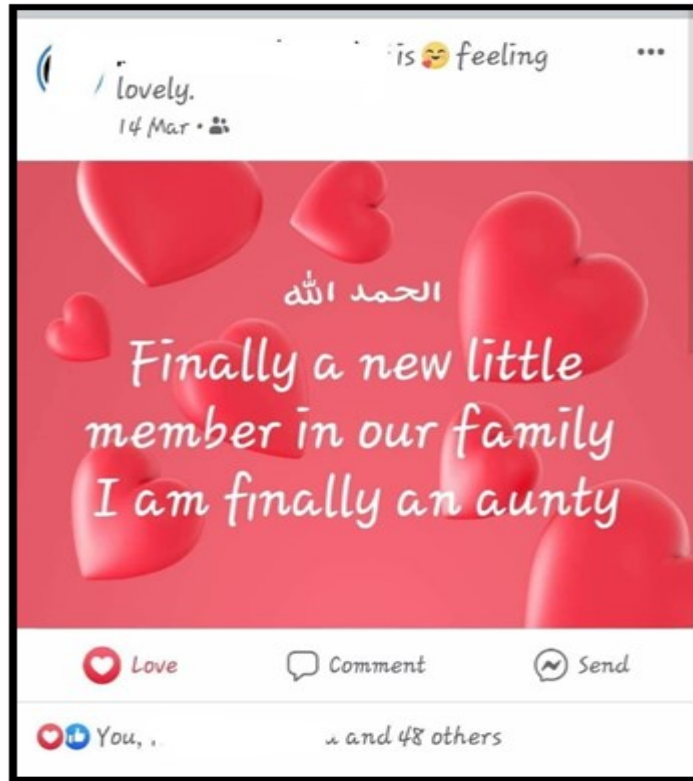 is 🥰 feeling
lovely.
14 Mar •
الحمد الله
Finally a new little
member in our family
I am finally an aunty
Love
Comment
Send
You,
and 48 others